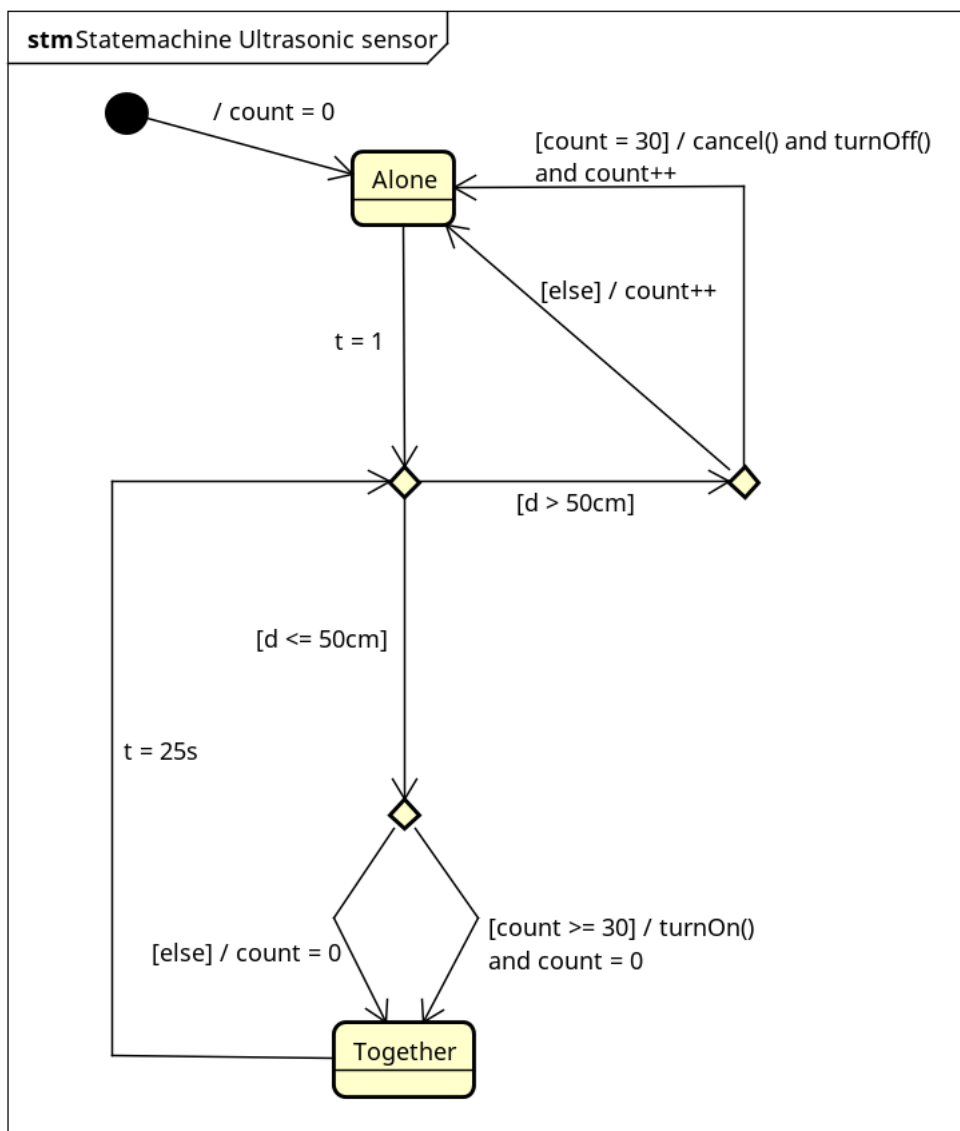 stm Statemachine Ultrasonic sensor
/ count = 0
[count = 30] / cancel() and turnOff()
and count++
Alone
[else] / count++
t = 1
[d > 50cm]
[d <= 50cm]
t = 25s
[count >= 30] / turnOn()
and count = 0
[else] / count = 0
Together